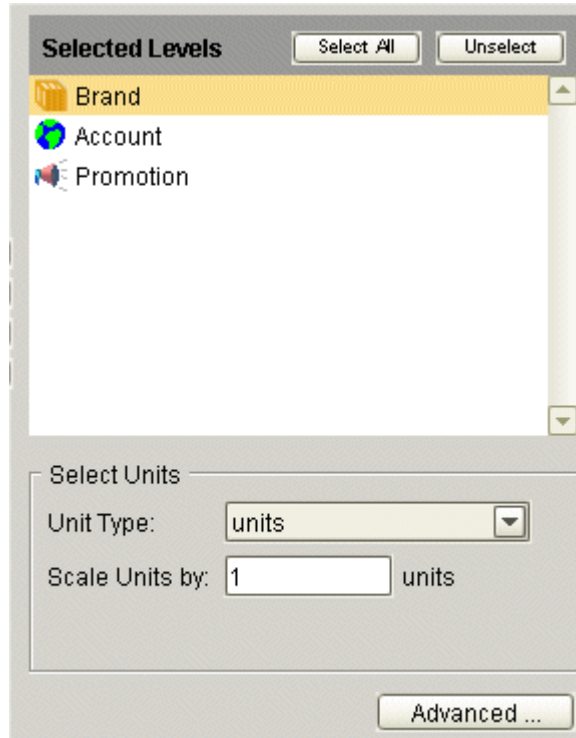 Selected Levels Select All Unselect
Brand
Account
Promotion
Select Units
Unit Type: units
Scale Units by: 1 units
Advanced ...